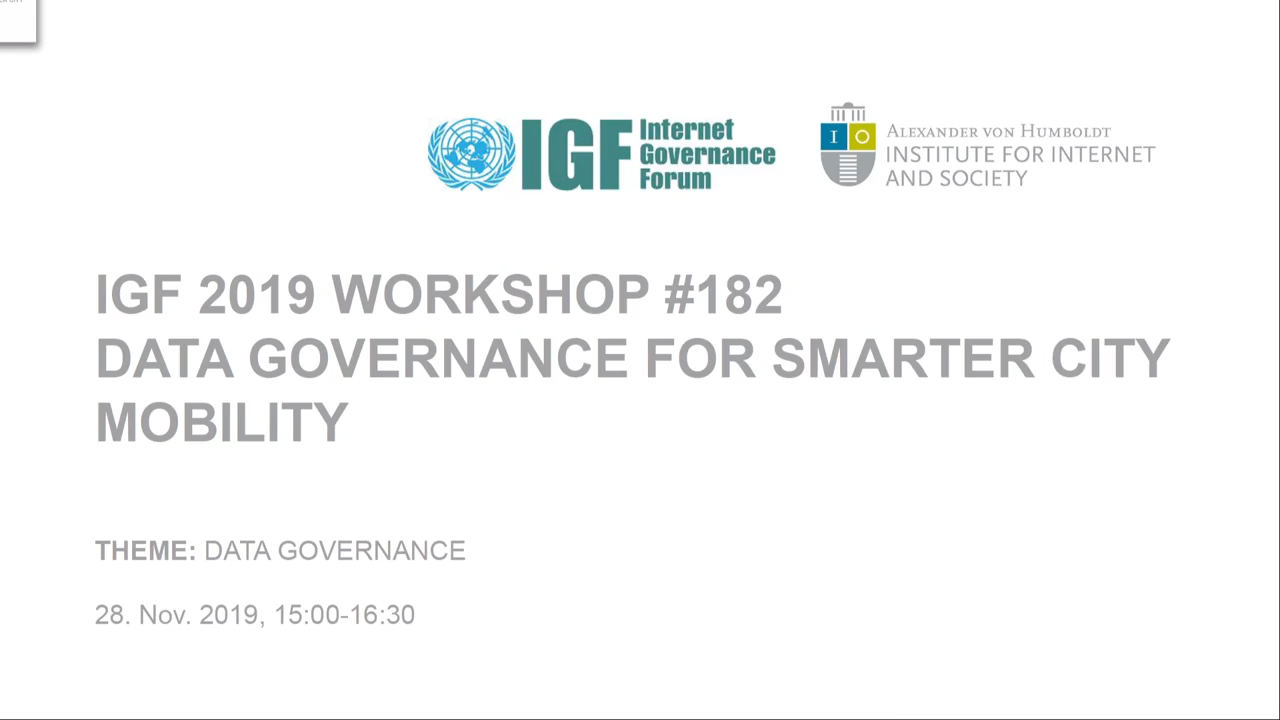 IGF Internet
Governance
Forum
I O
ALEXANDER VON HUMBOLDT
INSTITUTE FOR INTERNET
AND SOCIETY
IGF 2019 WORKSHOP #182
DATA GOVERNANCE FOR SMARTER CITY
MOBILITY
THEME: DATA GOVERNANCE
28. Nov. 2019, 15:00-16:30